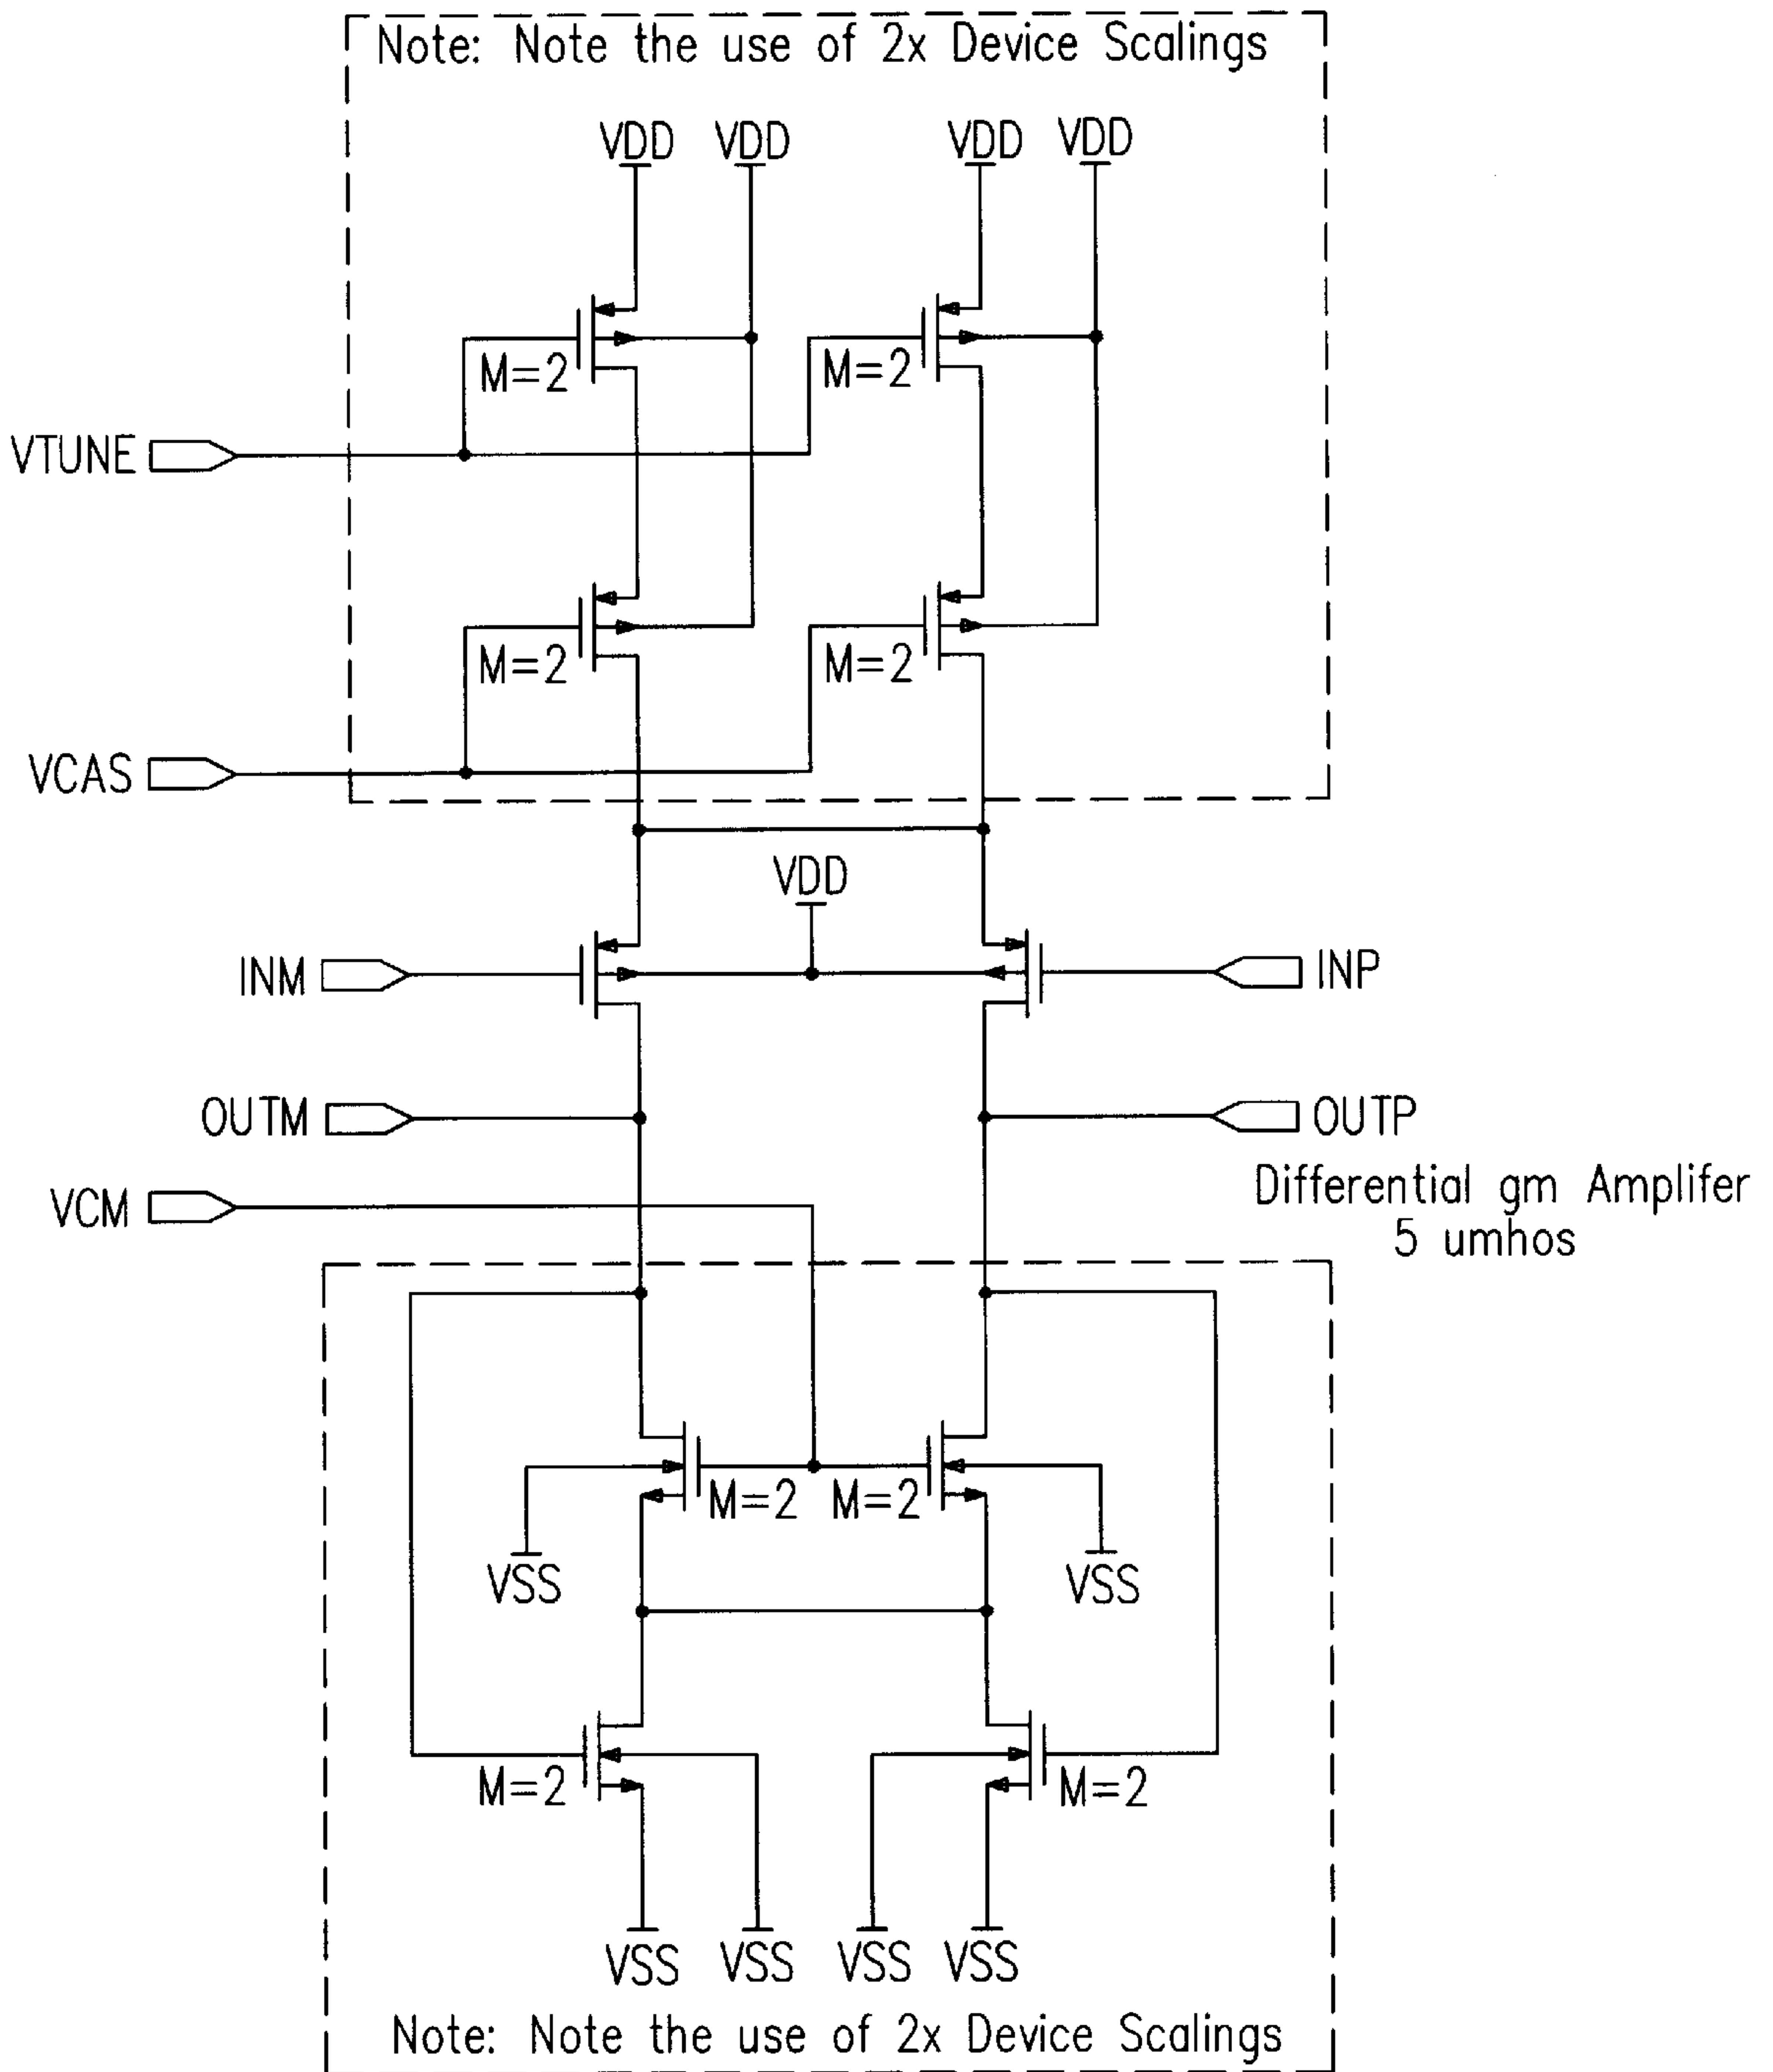 Note: Note the use of 2x Device Scalings
VDD VDD VDD VDD
M=2 M=2
VTUNE
M=2 M=2
VCAS
VDD
INM INP
OUTM OUTP
Differential gm Amplifer
5 umhos
VCM
M=2 M=2
VSS VSS
M=2 M=2
VSS VSS VSS VSS
Note: Note the use of 2x Device Scalings